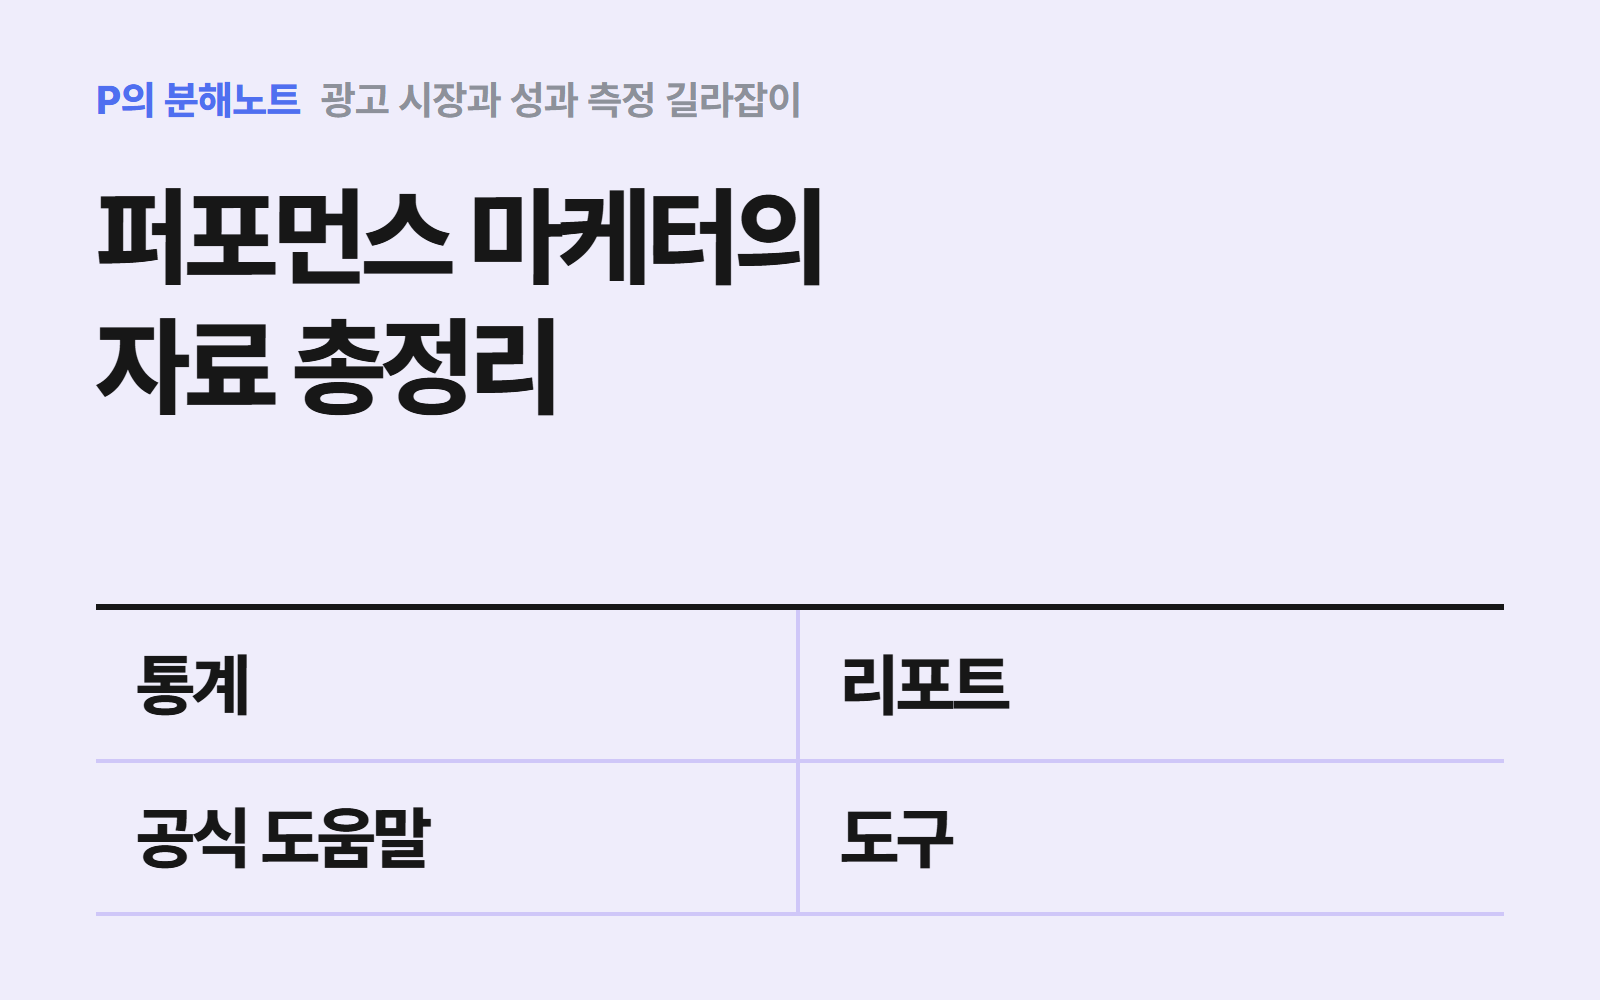 P의 분해노트 광고 시장과 성과 측정 길라잡이
퍼포먼스 마케터의
자료 총정리
통계
리포트
공식 도움말
도구